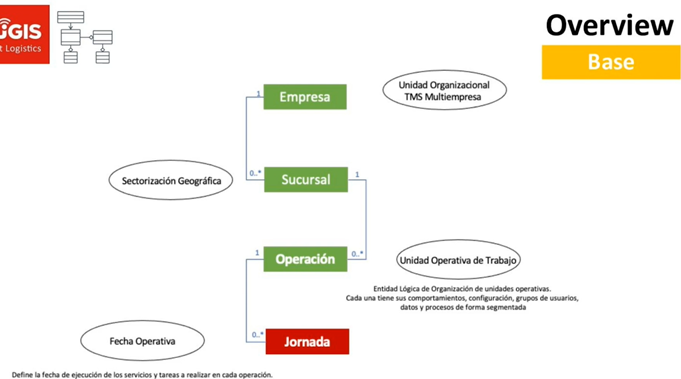 GIS
t Logistics
Overview
Base
1
Empresa
Unidad Organizacional
TMS Multiempresa
0..*
Sectorización Geográfica
Sucursal
1
1
Operación
0..*
Unidad Operativa de Trabajo
Entidad Lógica de Organización de unidades operativas.
Cada una tiene sus comportamientos, configuración, grupos de usuarios,
datos y procesos de forma segmentada
0..*
Fecha Operativa
Jornada
Define la fecha de ejecución de los servicios y tareas a realizar en cada operación.